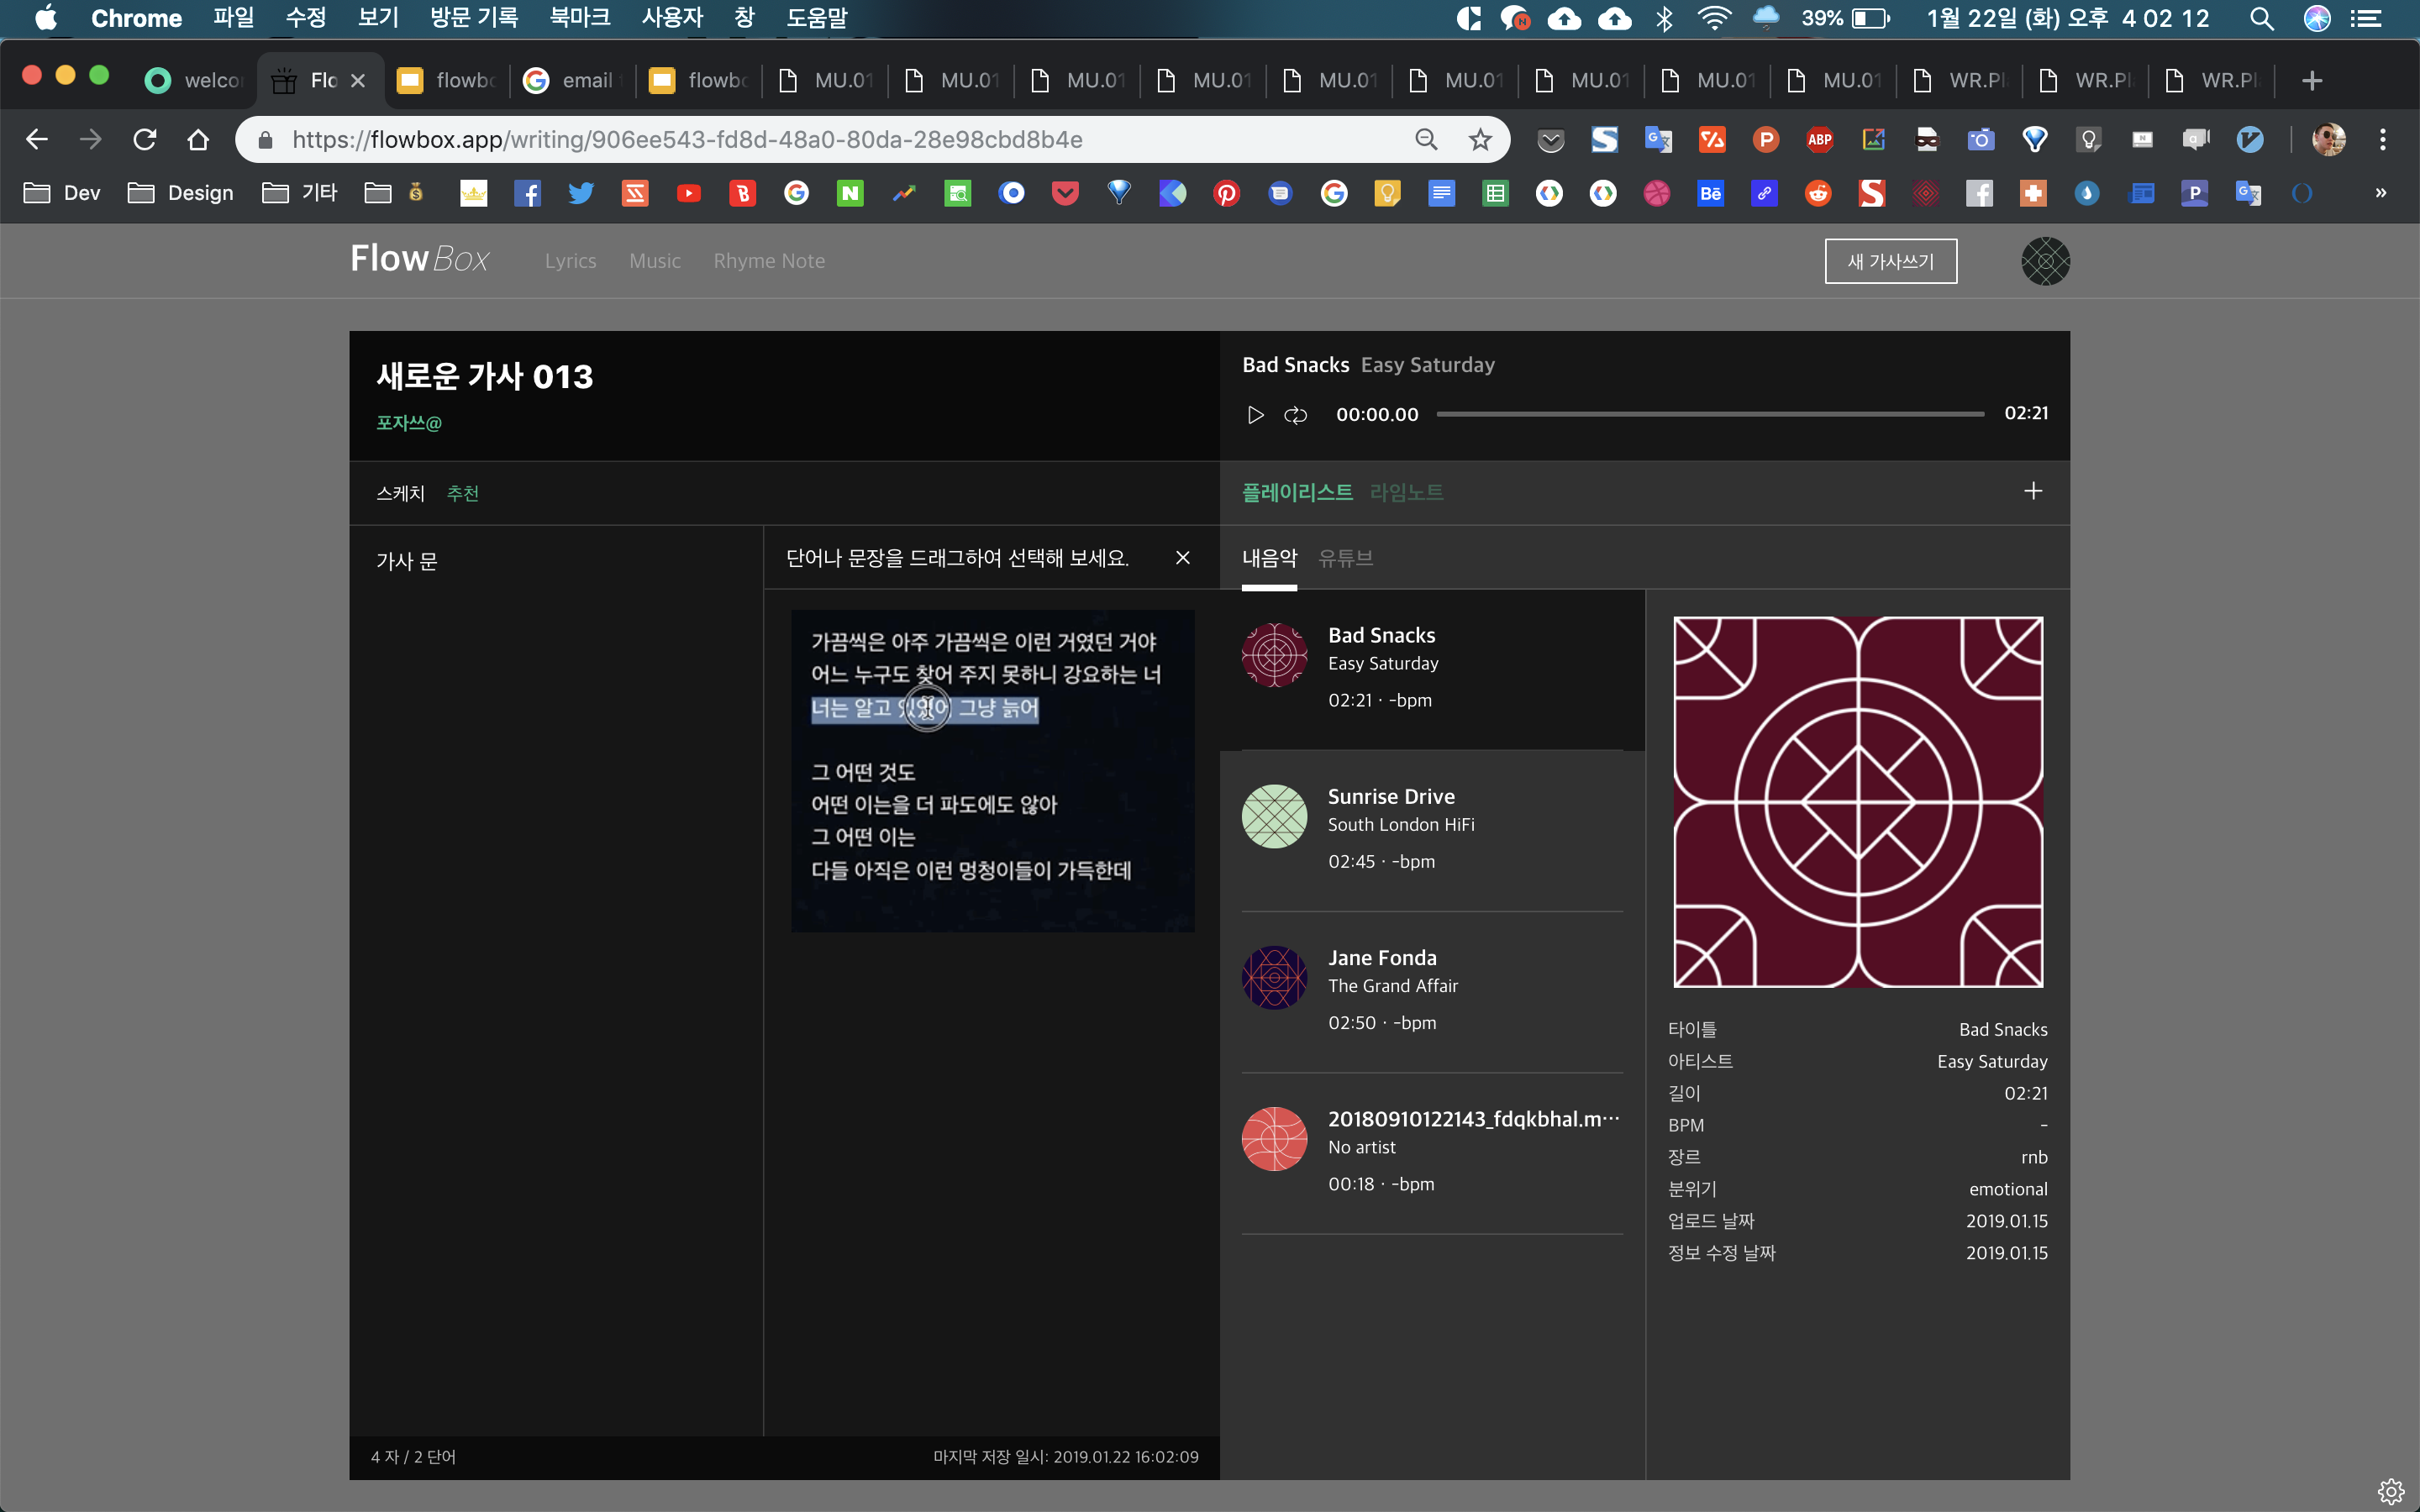 Chrome 파일 수정 보기 방문 기록 북마크 사용자 창 도움말 39% 1월 22일 (화) 오후 4 02 12
welco Flo flowbo email flowbo MU.01 MU.01 MU.01 MU.01 MU.01 MU.01 MU.01 MU.01 MU.01 WR.Pl WR.Pl WR.Pl
https://flowbox.app/writing/906ee543-fd8d-48a0-80da-28e98cbd8b4e
Dev Design 기타
FlowBox Lyrics Music Rhyme Note 새 가사쓰기
새로운 가사 013
포자쓰@
스케치 추천
가사 문
단어나 문장을 드래그하여 선택해 보세요.
가끔씩은 아주 가끔씩은 이런 거였던 거야
어느 누구도 찾어 주지 못하니 강요하는 너
너는 알고 있었어 그냥 늙어
그 어떤 것도
어떤 이는을 더 파도에도 않아
그 어떤 이는
다들 아직은 이런 멍청이들이 가득한데
4 자 / 2 단어
마지막 저장 일시: 2019.01.22 16:02:09
Bad Snacks Easy Saturday
00:00.00 02:21
플레이리스트 라임노트
내음악 유튜브
Bad Snacks
Easy Saturday
02:21 · -bpm
Sunrise Drive
South London HiFi
02:45 · -bpm
Jane Fonda
The Grand Affair
02:50 · -bpm
20180910122143_fdqkbhal.m···
No artist
00:18 · -bpm
타이틀 Bad Snacks
아티스트 Easy Saturday
길이 02:21
BPM -
장르 rnb
분위기 emotional
업로드 날짜 2019.01.15
정보 수정 날짜 2019.01.15